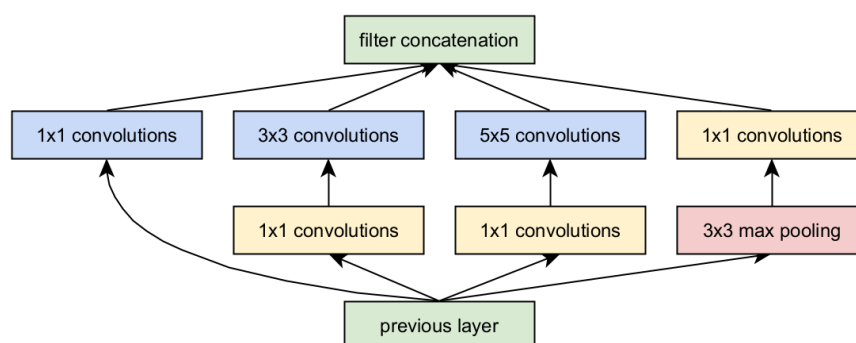 filter concatenation
1x1 convolutions
3x3 convolutions
5x5 convolutions
1x1 convolutions
1x1 convolutions
1x1 convolutions
3x3 max pooling
previous layer